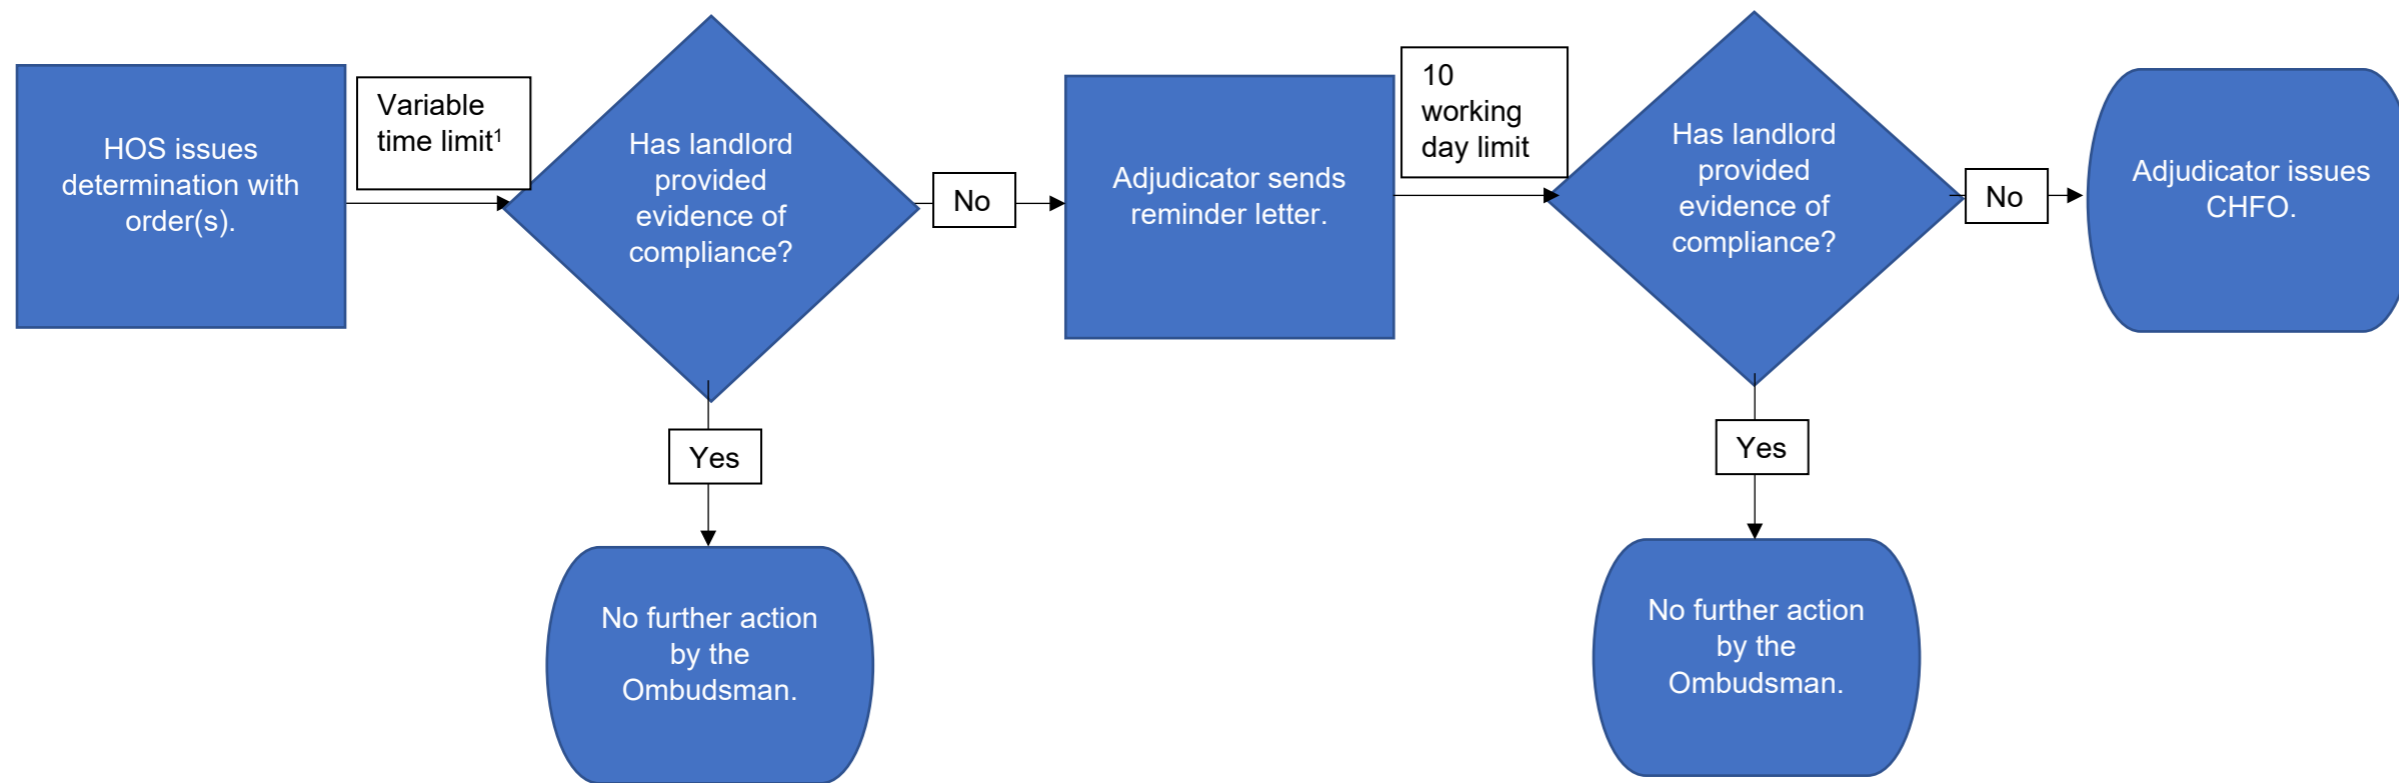 HOS issues
determination with
order(s).
Variable
time limit¹
Has landlord
provided
evidence of
compliance?
No
Adjudicator sends
reminder letter.
10
working
day limit
Has landlord
provided
evidence of
compliance?
No
Adjudicator issues
CHFO.
Yes
Yes
No further action
by the
Ombudsman.
No further action
by the
Ombudsman.